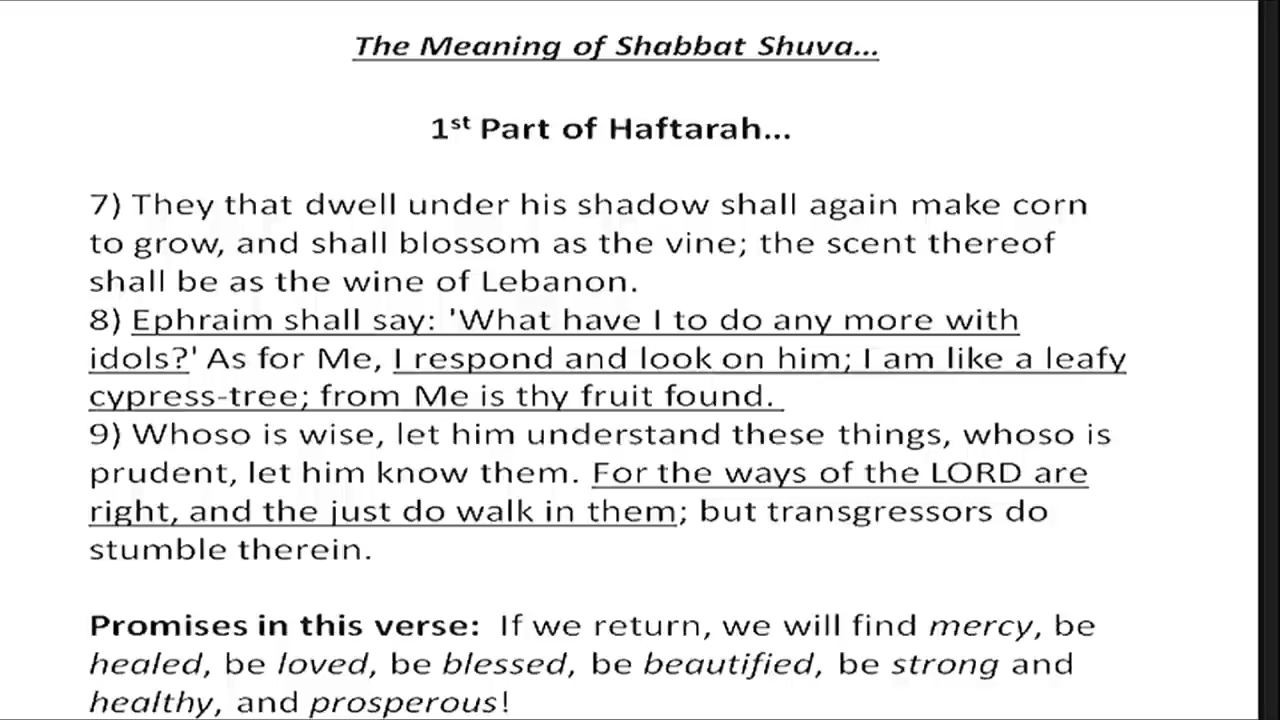 The Meaning of Shabbat Shuva...
1st Part of Haftarah...
7) They that dwell under his shadow shall again make corn
to grow, and shall blossom as the vine; the scent thereof
shall be as the wine of Lebanon.
8) Ephraim shall say: 'What have I to do any more with
idols?' As for Me, I respond and look on him; I am like a leafy
cypress-tree; from Me is thy fruit found.
9) Whoso is wise, let him understand these things, whoso is
prudent, let him know them. For the ways of the LORD are
right, and the just do walk in them; but transgressors do
stumble therein.
Promises in this verse: If we return, we will find mercy, be
healed, be loved, be blessed, be beautified, be strong and
healthy, and prosperous!